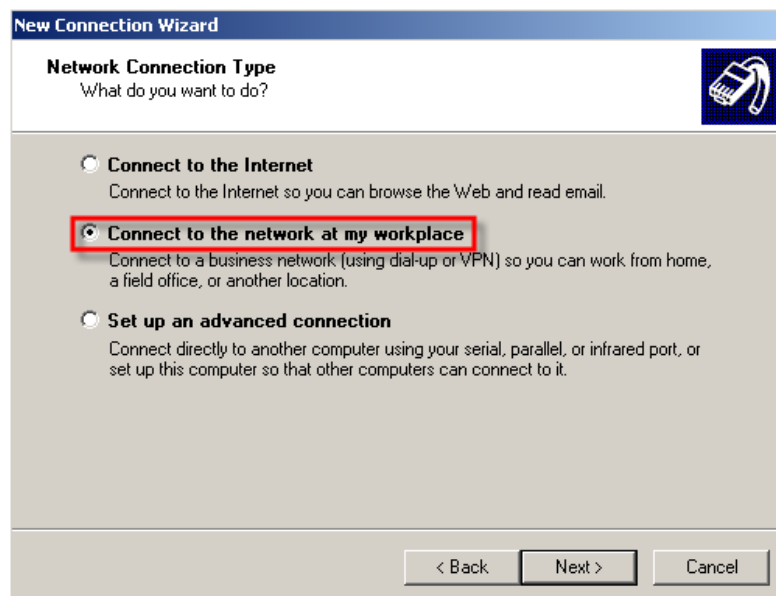 New Connection Wizard
Network Connection Type
What do you want to do?
Connect to the Internet
Connect to the Internet so you can browse the Web and read email.
Connect to the network at my workplace
Connect to a business network (using dial-up or VPN) so you can work from home,
a field office, or another location.
Set up an advanced connection
Connect directly to another computer using your serial, parallel, or infrared port, or
set up this computer so that other computers can connect to it.
< Back Next > Cancel